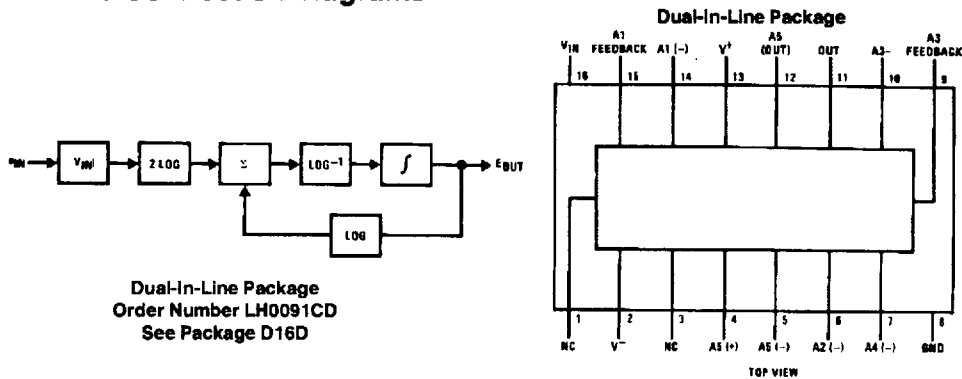 Dual-In-Line Package
A1 A5 A3
VIN FEEDBACK A1 (−) V+ (OUT) OUT A3− FEEDBACK
16 15 14 13 12 11 10 9
VIN 2 LOG Σ LOG−1 ∫ EOUT
LOG
Dual-In-Line Package
Order Number LH0091CD
See Package D16D
1 2 3 4 5 6 7 8
NC V− NC A5 (+) A5 (−) A2 (−) A4 (−) GND
TOP VIEW